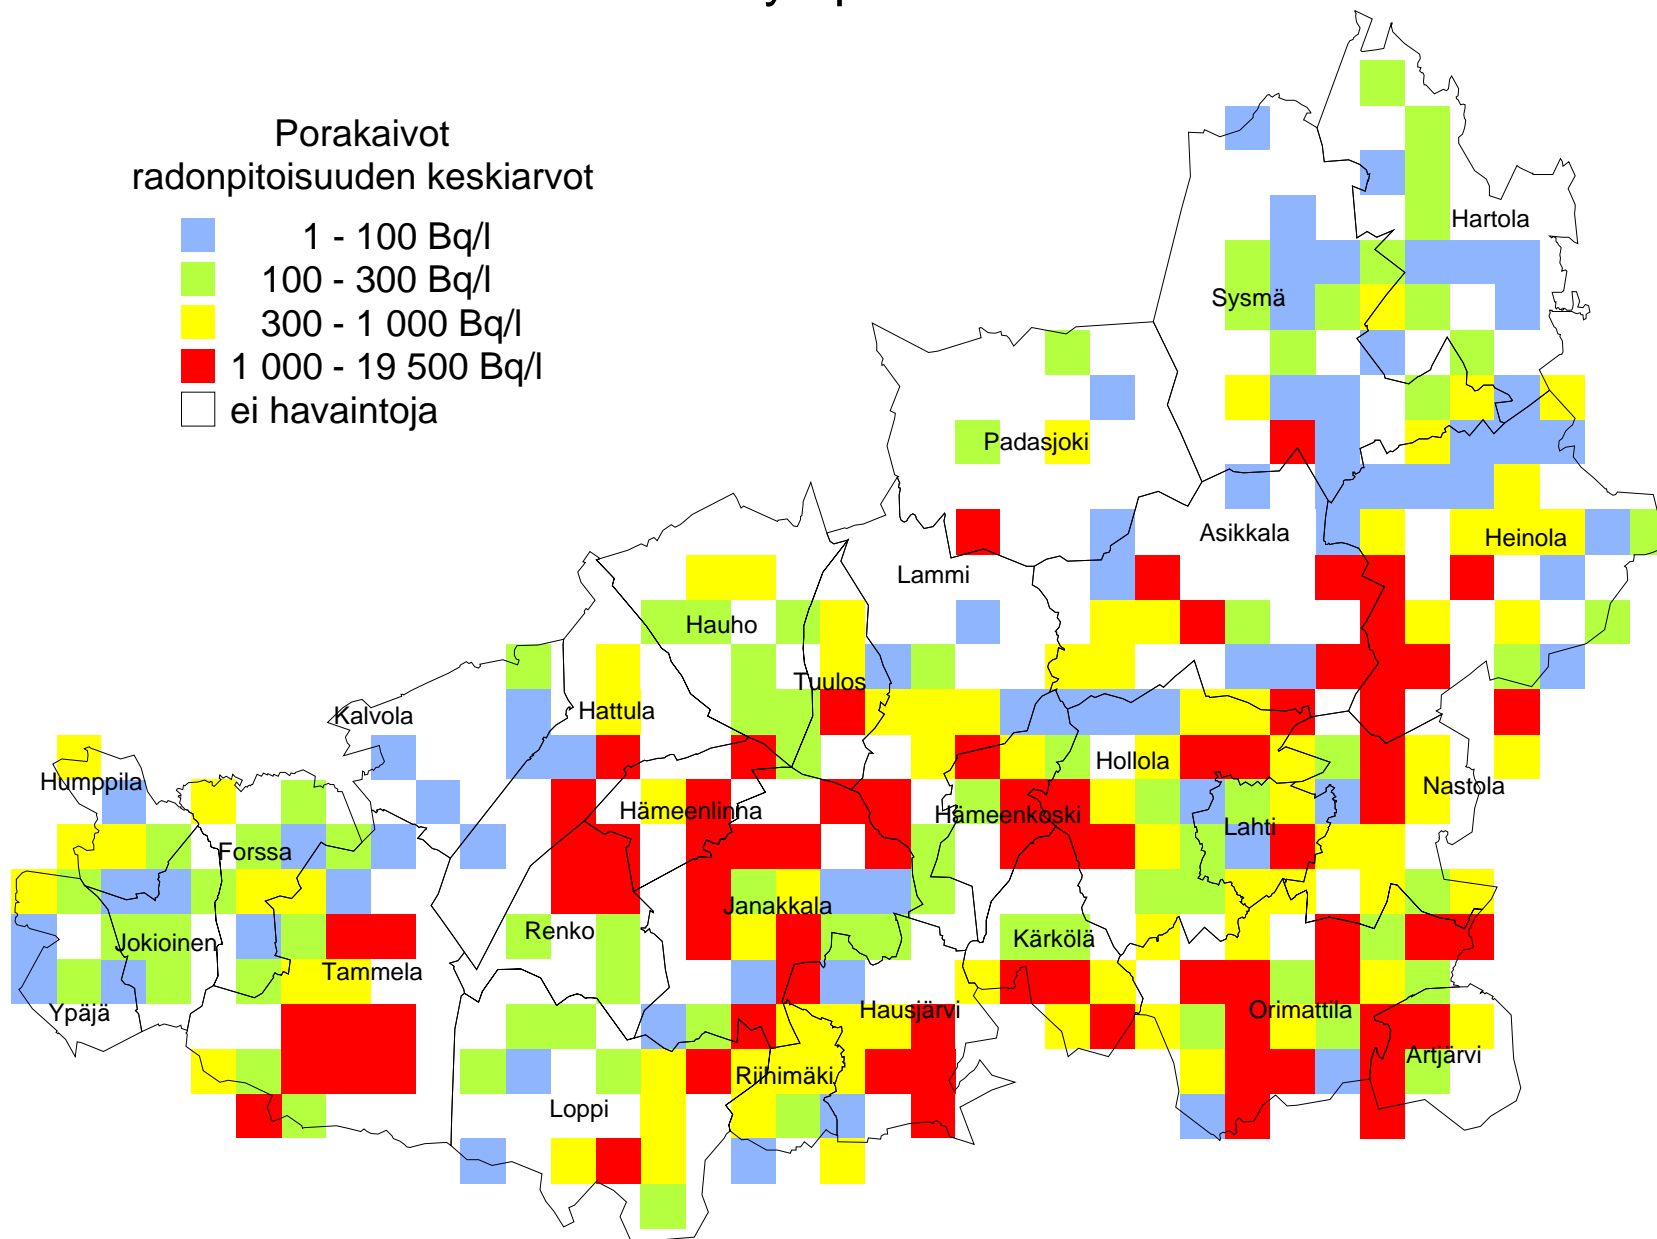 Porakaivot
radonpitoisuuden keskiarvot
1 - 100 Bq/l
100 - 300 Bq/l
300 - 1 000 Bq/l
1 000 - 19 500 Bq/l
ei havaintoja
Hartola
Sysmä
Padasjoki
Asikkala
Heinola
Lammi
Hauho
Tuulos
Hattula
Kalvola
Hollola
Humppila
Nastola
Hämeenlinna
Hämeenkoski
Lahti
Forssa
Janakkala
Renko
Kärkölä
Jokioinen
Tammela
Ypäjä
Hausjärvi
Orimattila
Artjärvi
Riihimäki
Loppi